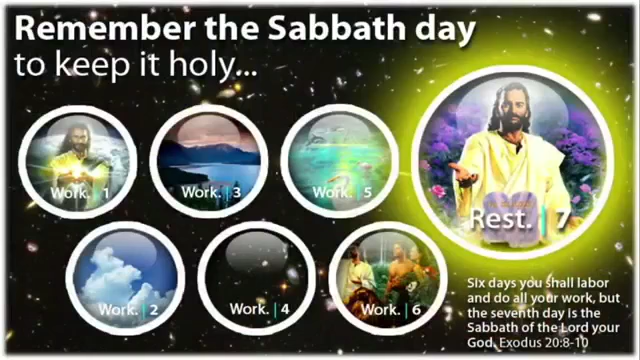 Remember the Sabbath day
to keep it holy...
Work. | 1
Work. | 3
Work. | 5
Rest. | 7
Work. | 2
Work. | 4
Work. | 6
Six days you shall labor
and do all your work, but
the seventh day is the
Sabbath of the Lord your
God. Exodus 20:8-10